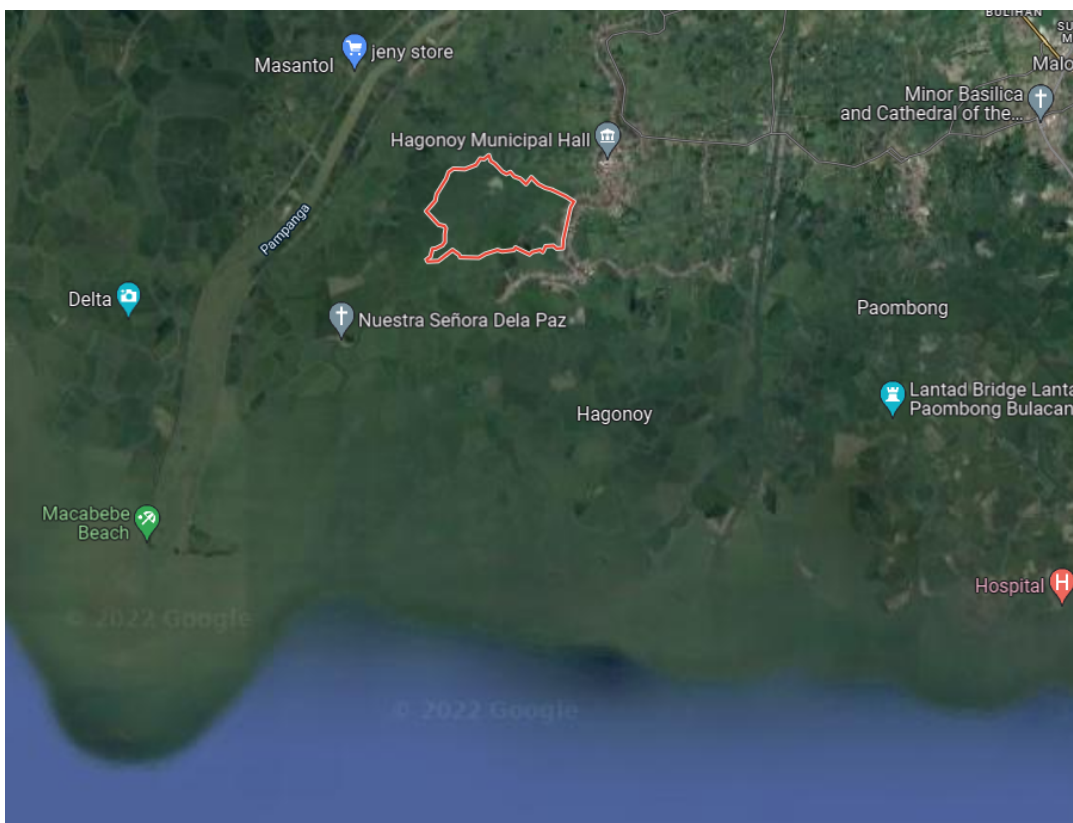 BULIHAN
SU
M
jeny store
Masantol
Malo
Minor Basilica
and Cathedral of the...
Hagonoy Municipal Hall
Pampanga
Delta
Nuestra Señora Dela Paz
Paombong
Lantad Bridge Lanta
Paombong Bulacan
Hagonoy
Macabebe
Beach
Hospital H
© 2022 Google
© 2022 Google